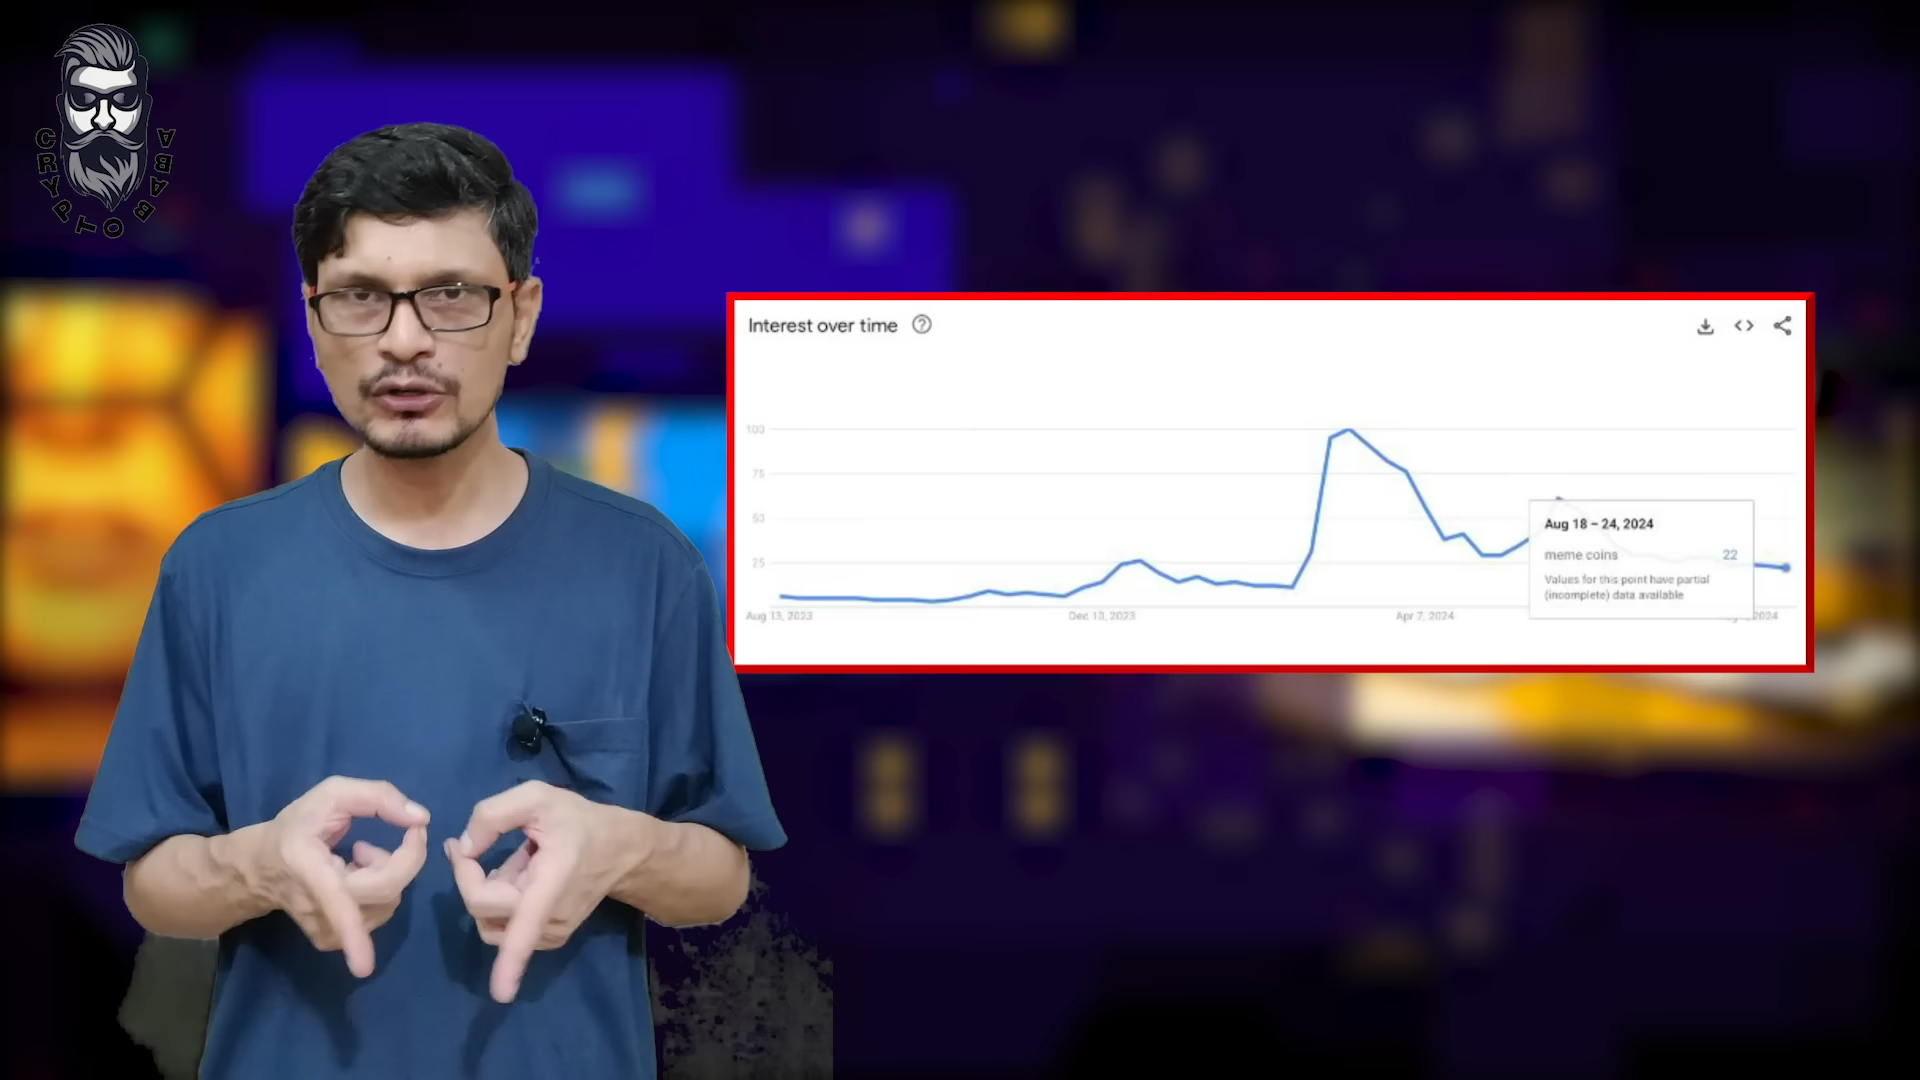 CRYPTO BABA
Interest over time
100
75
50
25
Aug 13, 2023
Dec 10, 2023
Apr 7, 2024
2024
Aug 18 – 24, 2024
meme coins 22
Values for this point have partial
(incomplete) data available